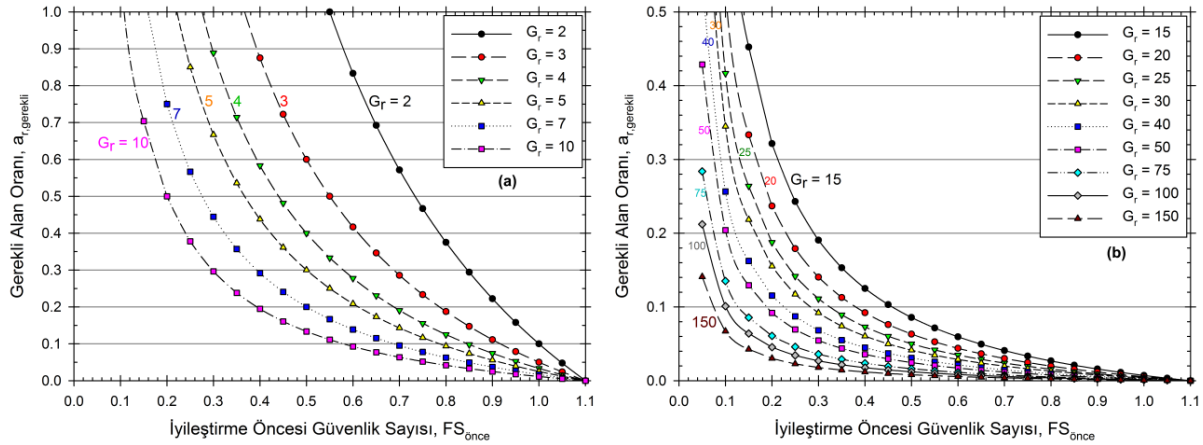 Gerekli Alan Oranı, a_r,gerekli
1.0
0.9
0.8
0.7
0.6
0.5
0.4
0.3
0.2
0.1
0.0
G_r = 2
G_r = 3
G_r = 4
G_r = 5
G_r = 7
G_r = 10
(a)
G_r = 2
3
4
5
7
G_r = 10
0.0 0.1 0.2 0.3 0.4 0.5 0.6 0.7 0.8 0.9 1.0 1.1
İyileştirme Öncesi Güvenlik Sayısı, FS_önce
Gerekli Alan Oranı, a_r,gerekli
0.5
0.4
0.3
0.2
0.1
0.0
G_r = 15
G_r = 20
G_r = 25
G_r = 30
G_r = 40
G_r = 50
G_r = 75
G_r = 100
G_r = 150
(b)
30
40
50
25
20
G_r = 15
75
100
150
0.0 0.1 0.2 0.3 0.4 0.5 0.6 0.7 0.8 0.9 1.0 1.1
İyileştirme Öncesi Güvenlik Sayısı, FS_önce